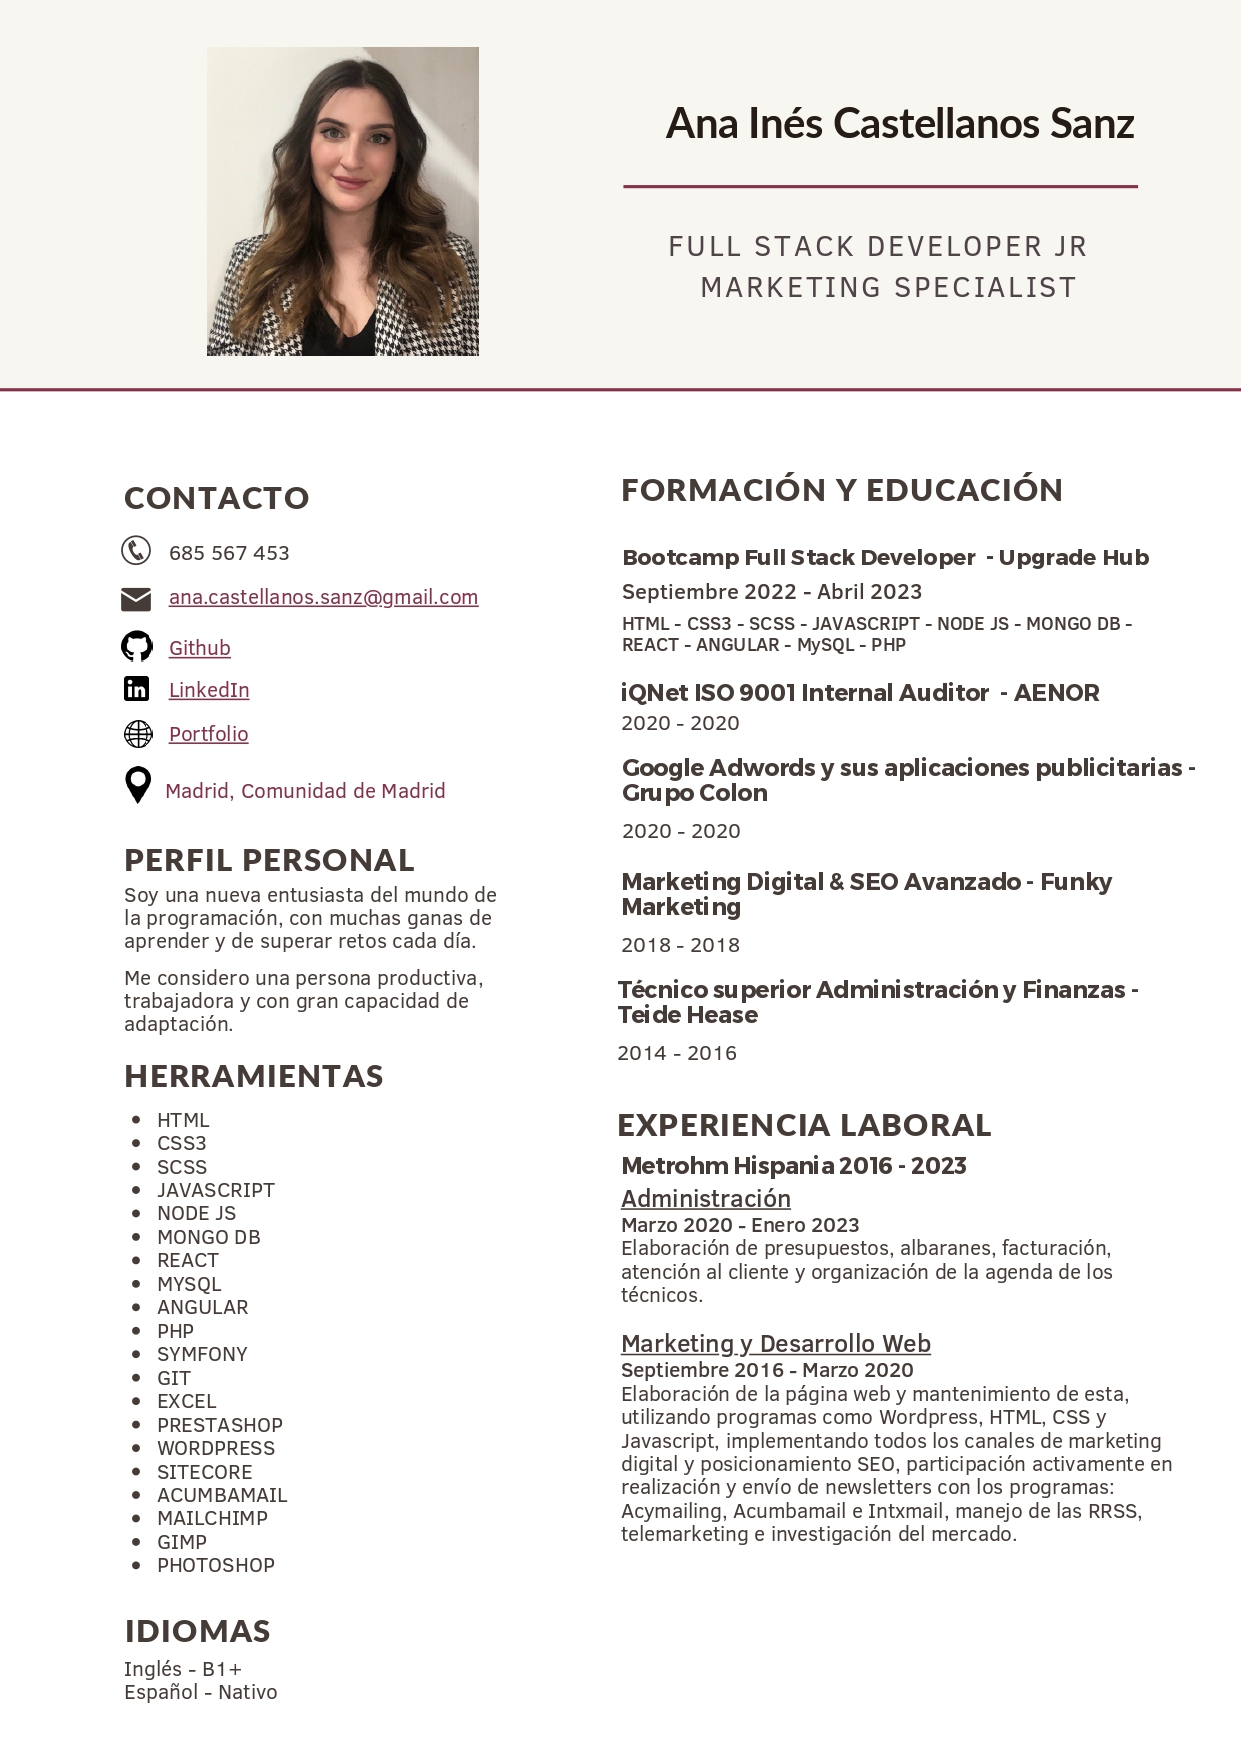 Ana Inés Castellanos Sanz
FULL STACK DEVELOPER JR
MARKETING SPECIALIST
CONTACTO
685 567 453
ana.castellanos.sanz@gmail.com
Github
LinkedIn
Portfolio
Madrid, Comunidad de Madrid
PERFIL PERSONAL
Soy una nueva entusiasta del mundo de
la programación, con muchas ganas de
aprender y de superar retos cada día.
Me considero una persona productiva,
trabajadora y con gran capacidad de
adaptación.
HERRAMIENTAS
• HTML
• CSS3
• SCSS
• JAVASCRIPT
• NODE JS
• MONGO DB
• REACT
• MYSQL
• ANGULAR
• PHP
• SYMFONY
• GIT
• EXCEL
• PRESTASHOP
• WORDPRESS
• SITECORE
• ACUMBAMAIL
• MAILCHIMP
• GIMP
• PHOTOSHOP
IDIOMAS
Inglés - B1+
Español - Nativo
FORMACIÓN Y EDUCACIÓN
Bootcamp Full Stack Developer - Upgrade Hub
Septiembre 2022 - Abril 2023
HTML - CSS3 - SCSS - JAVASCRIPT - NODE JS - MONGO DB -
REACT - ANGULAR - MySQL - PHP
iQNet ISO 9001 Internal Auditor - AENOR
2020 - 2020
Google Adwords y sus aplicaciones publicitarias -
Grupo Colon
2020 - 2020
Marketing Digital & SEO Avanzado - Funky
Marketing
2018 - 2018
Técnico superior Administración y Finanzas -
Teide Hease
2014 - 2016
EXPERIENCIA LABORAL
Metrohm Hispania 2016 - 2023
Administración
Marzo 2020 - Enero 2023
Elaboración de presupuestos, albaranes, facturación,
atención al cliente y organización de la agenda de los
técnicos.
Marketing y Desarrollo Web
Septiembre 2016 - Marzo 2020
Elaboración de la página web y mantenimiento de esta,
utilizando programas como Wordpress, HTML, CSS y
Javascript, implementando todos los canales de marketing
digital y posicionamiento SEO, participación activamente en
realización y envío de newsletters con los programas:
Acymailing, Acumbamail e Intxmail, manejo de las RRSS,
telemarketing e investigación del mercado.